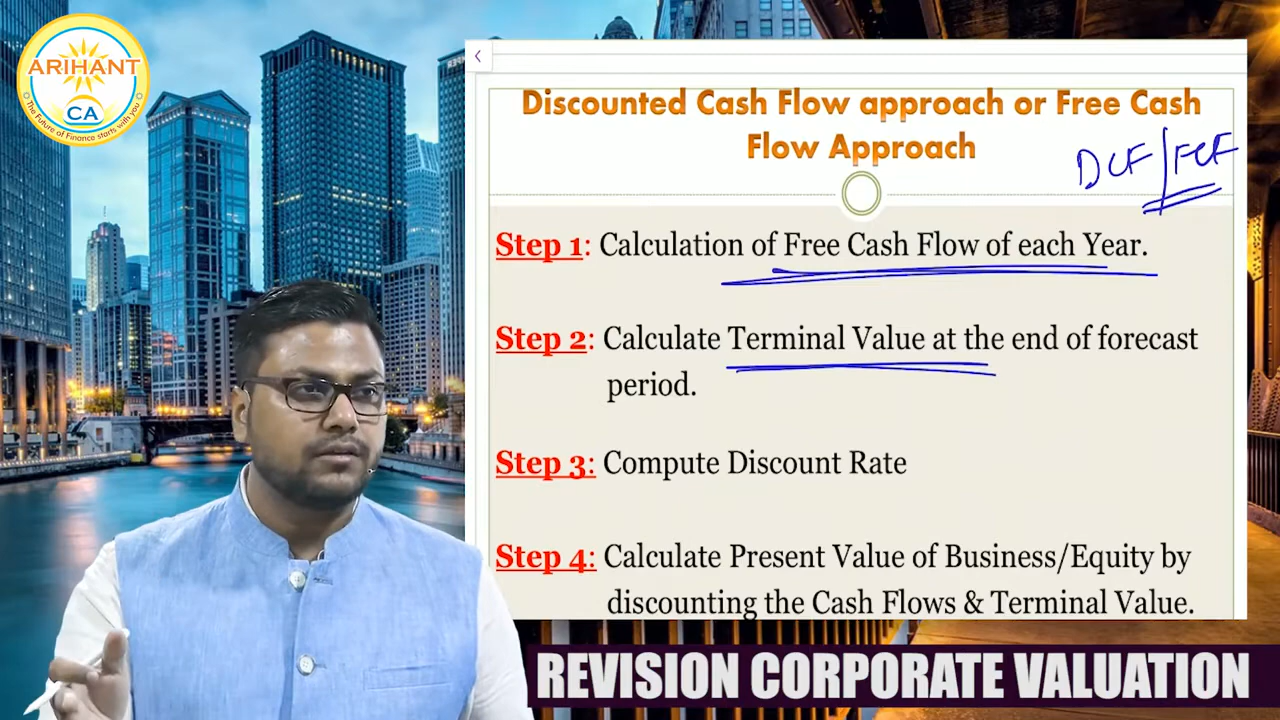 ARIHANT
CA
The Future of Finance starts with you
Discounted Cash Flow approach or Free Cash
Flow Approach
DCF/FCF
Step 1: Calculation of Free Cash Flow of each Year.
Step 2: Calculate Terminal Value at the end of forecast
period.
Step 3: Compute Discount Rate
Step 4: Calculate Present Value of Business/Equity by
discounting the Cash Flows & Terminal Value.
REVISION CORPORATE VALUATION